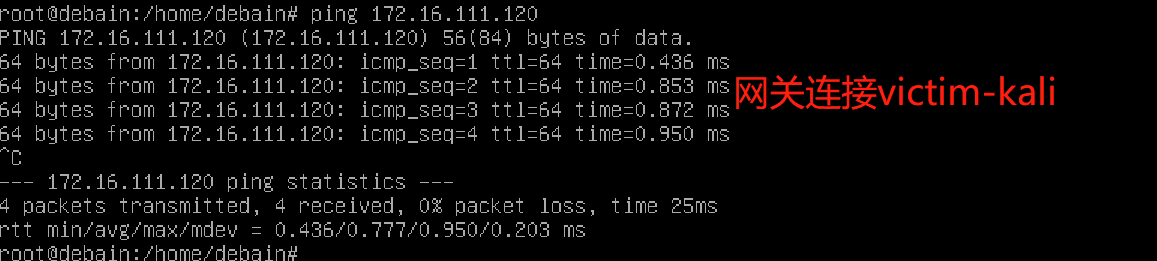 root@debain:/home/debain# ping 172.16.111.120
PING 172.16.111.120 (172.16.111.120) 56(84) bytes of data.
64 bytes from 172.16.111.120: icmp_seq=1 ttl=64 time=0.436 ms
64 bytes from 172.16.111.120: icmp_seq=2 ttl=64 time=0.853 ms
网关连接victim-kali
64 bytes from 172.16.111.120: icmp_seq=3 ttl=64 time=0.872 ms
64 bytes from 172.16.111.120: icmp_seq=4 ttl=64 time=0.950 ms
^C
--- 172.16.111.120 ping statistics ---
4 packets transmitted, 4 received, 0% packet loss, time 25ms
rtt min/avg/max/mdev = 0.436/0.777/0.950/0.203 ms
root@debain:/home/debain#